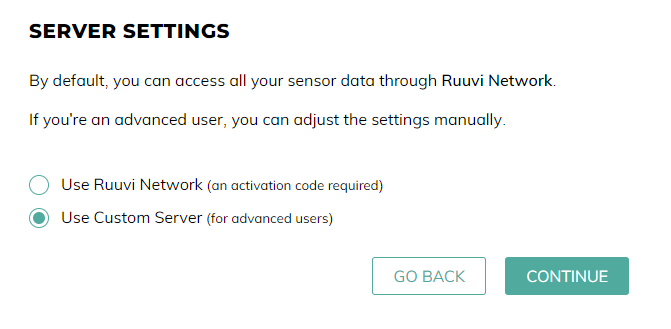 SERVER SETTINGS
By default, you can access all your sensor data through Ruuvi Network.
If you're an advanced user, you can adjust the settings manually.
Use Ruuvi Network (an activation code required)
Use Custom Server (for advanced users)
GO BACK CONTINUE